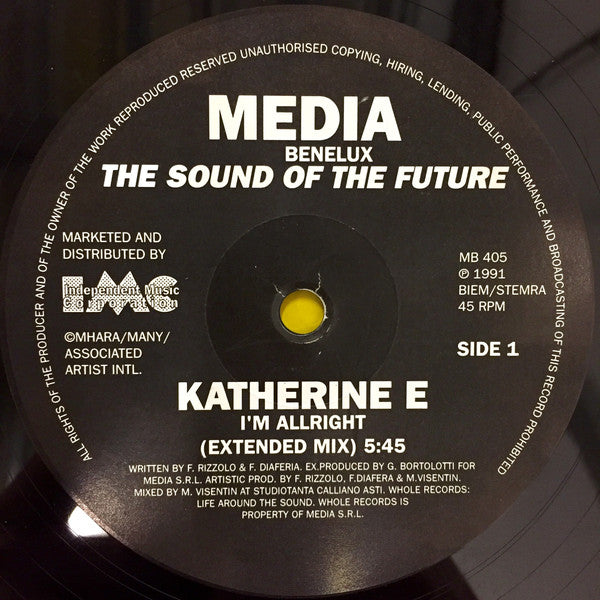 ALL RIGHTS OF THE PRODUCER AND OF THE OWNER OF THE WORK REPRODUCED RESERVED UNAUTHORISED COPYING, HIRING, LENDING, PUBLIC PERFORMANCE AND BROADCASTING OF THIS RECORD PROHIBITED
MEDIA
BENELUX
THE SOUND OF THE FUTURE
MARKETED AND
DISTRIBUTED BY
IMC
Independent Music
Corporation
©MHARA/MANY/
ASSOCIATED
ARTIST INTL.
MB 405
℗ 1991
BIEM/STEMRA
45 RPM
SIDE 1
KATHERINE E
I'M ALLRIGHT
(EXTENDED MIX) 5:45
WRITTEN BY F. RIZZOLO & F. DIAFERIA. EX.PRODUCED BY G. BORTOLOTTI FOR
MEDIA S.R.L. ARTISTIC PROD. BY F. RIZZOLO, F.DIAFERA & M.VISENTIN.
MIXED BY M. VISENTIN AT STUDIOTANTA CALLIANO ASTI. WHOLE RECORDS:
LIFE AROUND THE SOUND. WHOLE RECORDS IS
PROPERTY OF MEDIA S.R.L.